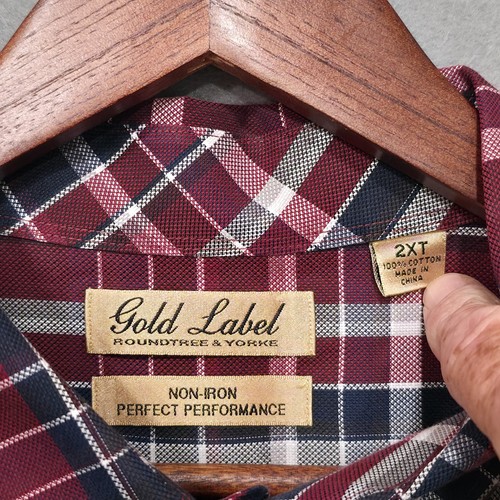 2XT
100% COTTON
MADE IN
CHINA
Gold Label
ROUNDTREE & YORKE
NON-IRON
PERFECT PERFORMANCE